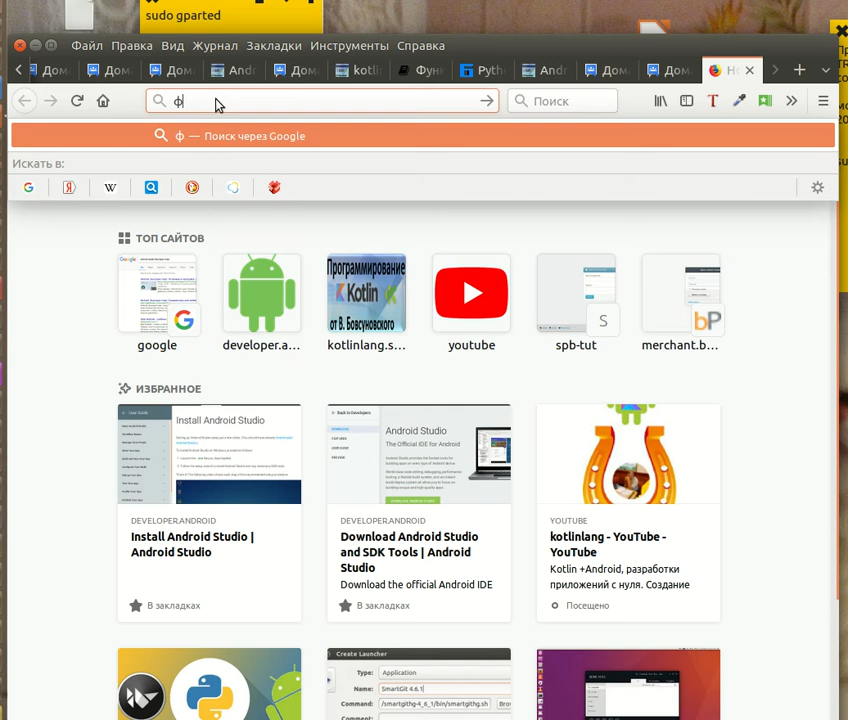 sudo gparted
Файл Правка Вид Журнал Закладки Инструменты Справка
Дом Дом Дом Andr Дом kotlin Фун Pyth Andr Дом Дом Но
ф
Поиск
ф — Поиск через Google
Искать в:
ТОП САЙТОВ
Google
Программирование
Kotlin
от В. Бовсуновского
S
bP
google developer.a... kotlinlang.s... youtube spb-tut merchant.b...
ИЗБРАННОЕ
Install Android Studio
Android Studio
The Official IDE for Android
DEVELOPER.ANDROID
Install Android Studio |
Android Studio
В закладках
DEVELOPER.ANDROID
Download Android Studio
and SDK Tools | Android
Studio
Download the official Android IDE
В закладках
YOUTUBE
kotlinlang - YouTube -
YouTube
Kotlin +Android, разработки
приложений с нуля. Создание
Посещено
Create Launcher
Type: Application
Name: SmartGit 4.6.1
Command: /smartgithg-4_6_1/bin/smartgithg.sh
Comment: